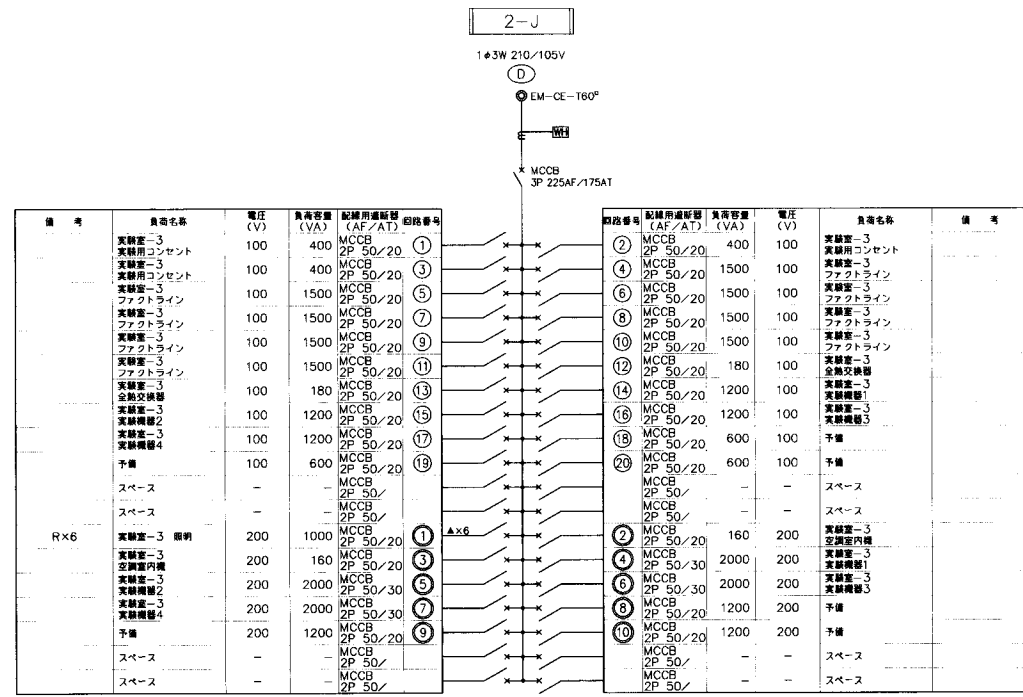 2-J
1φ3W 210/105V
D
EM-CE-T60°
WH
MCCB
3P 225AF/175AT
備 考 負荷名称 電圧(V) 負荷容量(VA) 配線用遮断器(AF/AT) 回路番号 回路番号 配線用遮断器(AF/AT) 負荷容量(VA) 電圧(V) 負荷名称 備 考
実験室-3 実験用コンセント 100 400 MCCB 2P 50/20 1 2 MCCB 2P 50/20 400 100 実験室-3 実験用コンセント
実験室-3 実験用コンセント 100 400 MCCB 2P 50/20 3 4 MCCB 2P 50/20 1500 100 実験室-3 ファクトライン
実験室-3 ファクトライン 100 1500 MCCB 2P 50/20 5 6 MCCB 2P 50/20 1500 100 実験室-3 ファクトライン
実験室-3 ファクトライン 100 1500 MCCB 2P 50/20 7 8 MCCB 2P 50/20 1500 100 実験室-3 ファクトライン
実験室-3 ファクトライン 100 1500 MCCB 2P 50/20 9 10 MCCB 2P 50/20 1500 100 実験室-3 ファクトライン
実験室-3 ファクトライン 100 1500 MCCB 2P 50/20 11 12 MCCB 2P 50/20 180 100 実験室-3 全熱交換器
実験室-3 全熱交換器 100 180 MCCB 2P 50/20 13 14 MCCB 2P 50/20 1200 100 実験室-3 実験機器1
実験室-3 実験機器2 100 1200 MCCB 2P 50/20 15 16 MCCB 2P 50/20 1200 100 実験室-3 実験機器3
実験室-3 実験機器4 100 1200 MCCB 2P 50/20 17 18 MCCB 2P 50/20 600 100 予備
予備 100 600 MCCB 2P 50/20 19 20 MCCB 2P 50/20 600 100 予備
スペース - - MCCB 2P 50/ MCCB 2P 50/ - - スペース
スペース - - MCCB 2P 50/ MCCB 2P 50/ - - スペース
R×6 実験室-3 照明 200 1000 MCCB 2P 50/20 1 ▲×6 2 MCCB 2P 50/20 160 200 実験室-3 空調室内機
実験室-3 空調室内機 200 160 MCCB 2P 50/20 3 4 MCCB 2P 50/30 2000 200 実験室-3 実験機器1
実験室-3 実験機器2 200 2000 MCCB 2P 50/30 5 6 MCCB 2P 50/30 2000 200 実験室-3 実験機器3
実験室-3 実験機器4 200 2000 MCCB 2P 50/30 7 8 MCCB 2P 50/20 1200 200 予備
予備 200 1200 MCCB 2P 50/20 9 10 MCCB 2P 50/20 1200 200 予備
スペース - - MCCB 2P 50/ MCCB 2P 50/ - - スペース
スペース - - MCCB 2P 50/ MCCB 2P 50/ - - スペース